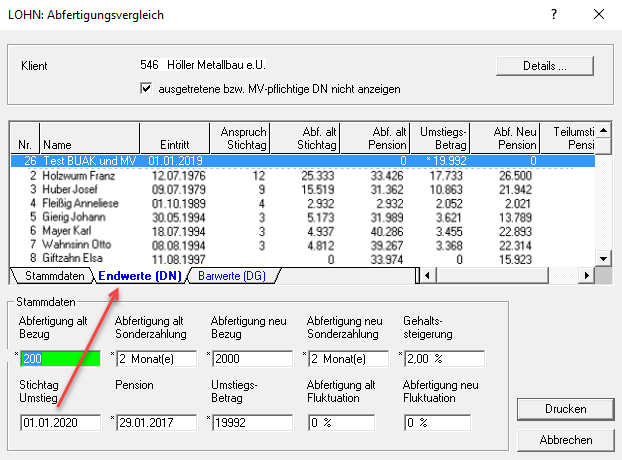 LOHN: Abfertigungsvergleich ?
Klient 546 Höller Metallbau e.U. Details ...
ausgetretene bzw. MV-pflichtige DN nicht anzeigen
Nr. Name Eintritt Anspruch Stichtag Abf. alt Stichtag Abf. alt Pension Umstiegs-Betrag Abf. Neu Pension Teilumstie Pensi
26 Test BUAK und MV 01.01.2019 0 * 19.992 0
2 Holzwurm Franz 12.07.1976 12 25.333 33.426 17.733 26.500
3 Huber Josef 09.07.1979 9 15.519 31.362 10.863 21.942
4 Fleißig Anneliese 01.10.1989 4 2.932 4.422 2.052 2.021
5 Gierig Johann 30.05.1994 3 5.173 31.989 3.621 13.789
6 Mayer Karl 18.07.1994 3 4.937 40.286 3.455 22.893
7 Wahnsinn Otto 08.08.1994 3 4.812 39.267 3.368 22.314
8 Giftzahn Elsa 11.08.1997 0 33.974 0 15.923
Stammdaten Endwerte (DN) Barwerte (DG)
Stammdaten
Abfertigung alt Bezug Abfertigung alt Sonderzahlung Abfertigung neu Bezug Abfertigung neu Sonderzahlung Gehalts-steigerung
* 200 * 2 Monat(e) * 2000 * 2 Monat(e) * 2,00 %
Stichtag Umstieg Pension Umstiegs-Betrag Abfertigung alt Fluktuation Abfertigung neu Fluktuation
01.01.2020 * 29.01.2017 * 19992 0 % 0 %
Drucken
Abbrechen